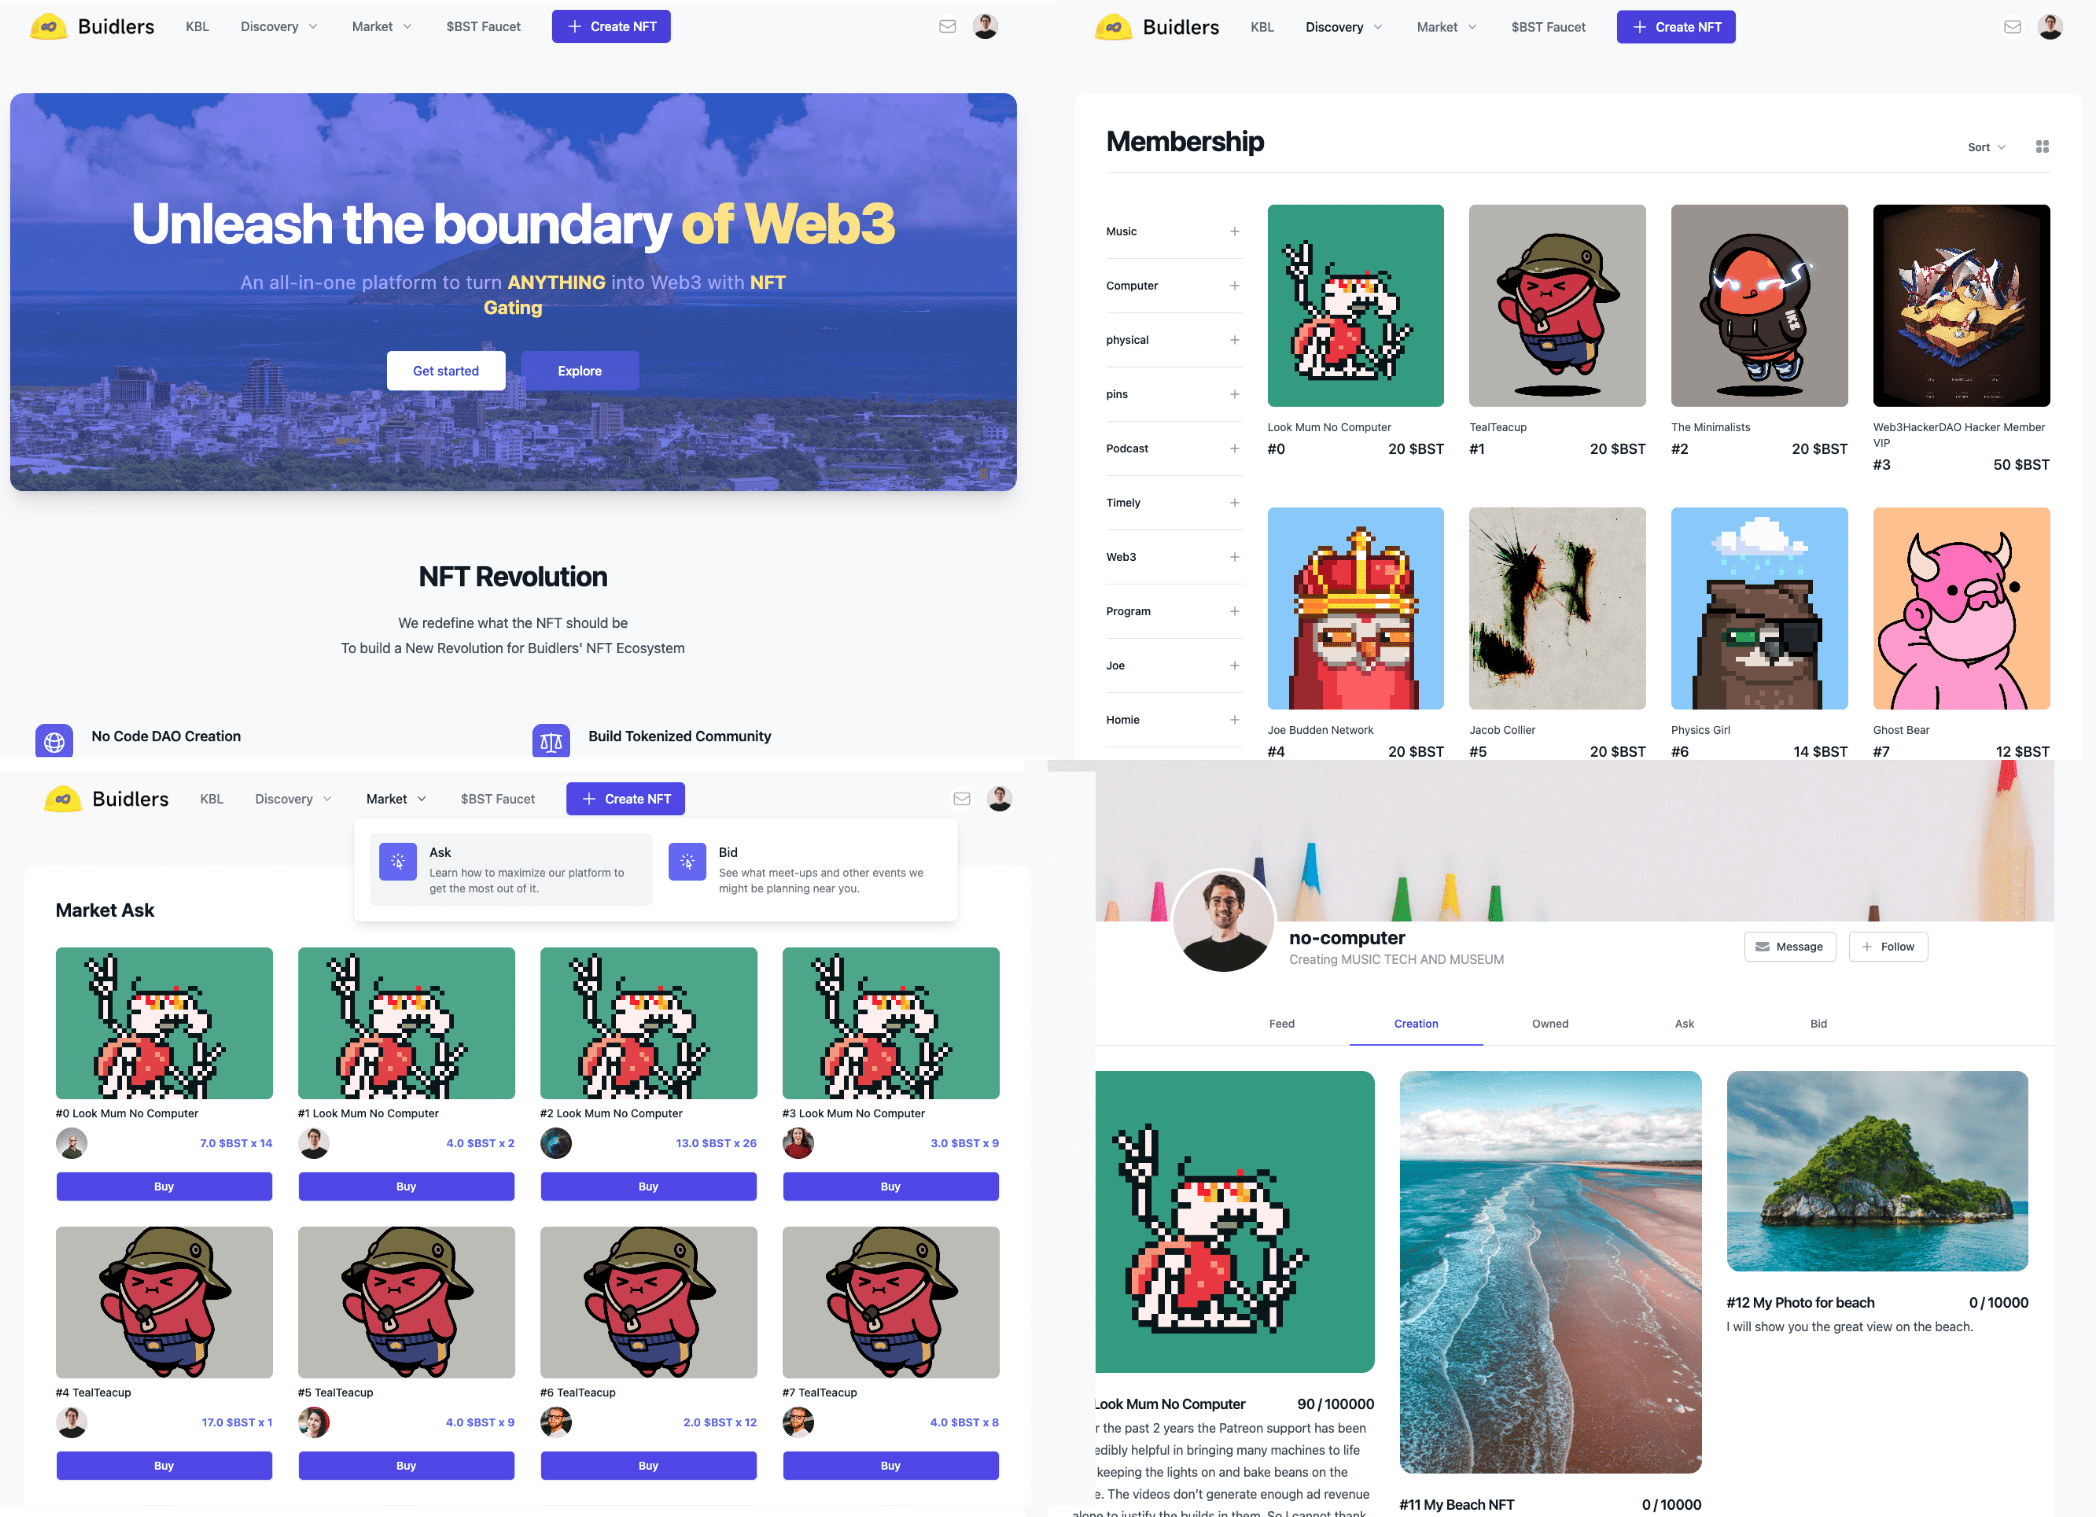 Buidlers KBL Discovery Market $BST Faucet + Create NFT
Unleash the boundary of Web3
An all-in-one platform to turn ANYTHING into Web3 with NFT
Gating
Get started Explore
NFT Revolution
We redefine what the NFT should be
To build a New Revolution for Buidlers' NFT Ecosystem
No Code DAO Creation Build Tokenized Community
Buidlers KBL Discovery Market $BST Faucet + Create NFT
Membership
Sort
Music +
Computer +
physical +
pins +
Podcast +
Timely +
Web3 +
Program +
Joe +
Homie +
Look Mum No Computer
#0 20 $BST
TealTeacup
#1 20 $BST
The Minimalists
#2 20 $BST
Web3HackerDAO Hacker Member
VIP
#3 50 $BST
Joe Budden Network
#4 20 $BST
Jacob Collier
#5 20 $BST
Physics Girl
#6 14 $BST
Ghost Bear
#7 12 $BST
Buidlers KBL Discovery Market $BST Faucet + Create NFT
Ask
Learn how to maximize our platform to
get the most out of it.
Bid
See what meet-ups and other events we
might be planning near you.
Market Ask
#0 Look Mum No Computer
7.0 $BST x 14
Buy
#1 Look Mum No Computer
4.0 $BST x 2
Buy
#2 Look Mum No Computer
13.0 $BST x 26
Buy
#3 Look Mum No Computer
3.0 $BST x 9
Buy
#4 TealTeacup
17.0 $BST x 1
Buy
#5 TealTeacup
4.0 $BST x 9
Buy
#6 TealTeacup
2.0 $BST x 12
Buy
#7 TealTeacup
4.0 $BST x 8
Buy
no-computer
Creating MUSIC TECH AND MUSEUM
Message + Follow
Feed Creation Owned Ask Bid
Look Mum No Computer 90 / 100000
r the past 2 years the Patreon support has been
edibly helpful in bringing many machines to life
keeping the lights on and bake beans on the
e. The videos don't generate enough ad revenue
alone to justify the builds in them. So I cannot thank
#11 My Beach NFT 0 / 10000
#12 My Photo for beach 0 / 10000
I will show you the great view on the beach.